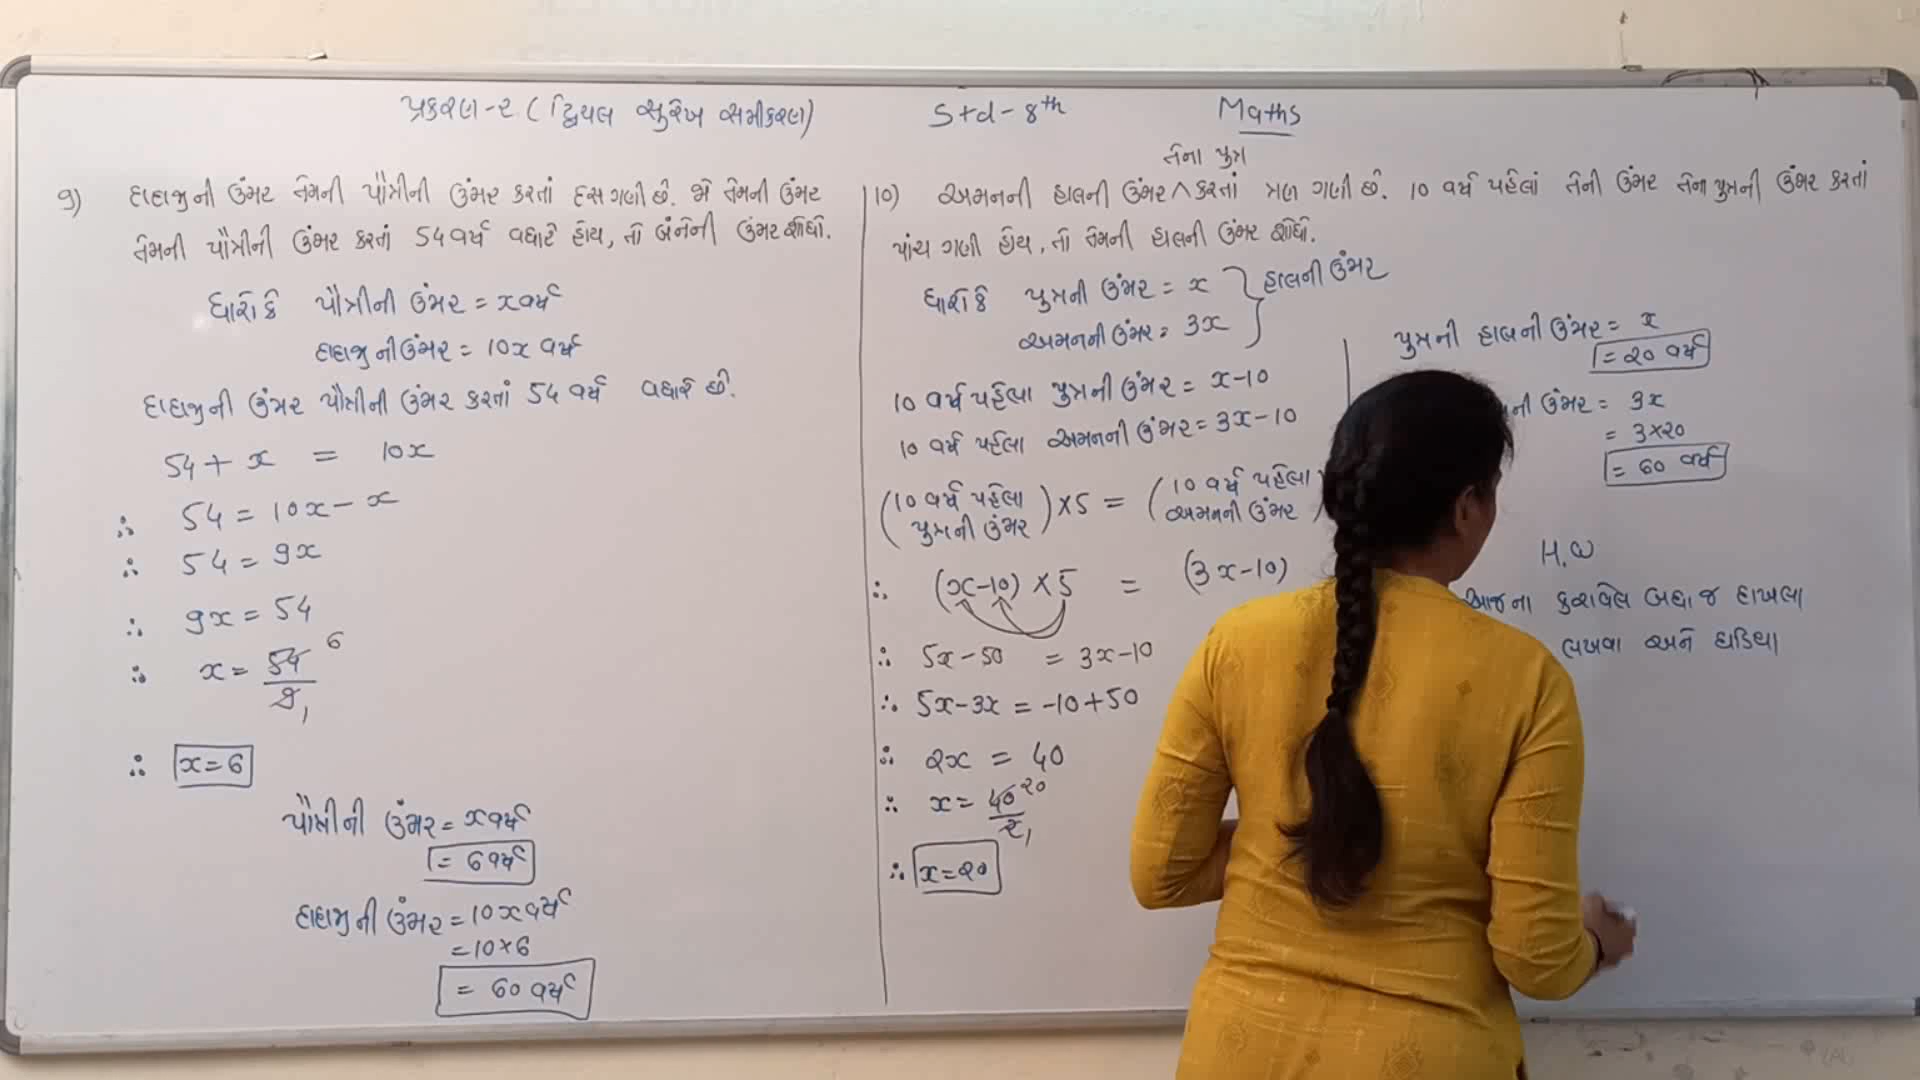 પ્રકરણ-૨ ( દ્વિચલ સુરેખ સમીકરણ)
Std-8th
Maths
9) દાદાજીની ઉંમર તેમની પૌત્રીની ઉંમર કરતાં દસ ગણી છે. જો તેમની ઉંમર
તેમની પૌત્રીની ઉંમર કરતાં 54 વર્ષ વધારે હોય, તો બંનેની ઉંમર શોધો.
ધારો કે પૌત્રીની ઉંમર = x વર્ષ
દાદાજીની ઉંમર = 10x વર્ષ
દાદાજીની ઉંમર પૌત્રીની ઉંમર કરતાં 54 વર્ષ વધારે છે.
54 + x = 10x
∴ 54 = 10x - x
∴ 54 = 9x
∴ 9x = 54
∴ x = 54/9 6 1
∴ x = 6
પૌત્રીની ઉંમર = x વર્ષ
= 6 વર્ષ
દાદાજીની ઉંમર = 10x વર્ષ
= 10 × 6
= 60 વર્ષ
તેના પુત્ર
10) અમનની હાલની ઉંમર ^ કરતાં ત્રણ ગણી છે. 10 વર્ષ પહેલાં તેની ઉંમર તેના પુત્રની ઉંમર કરતાં
પાંચ ગણી હોય, તો તેમની હાલની ઉંમર શોધો.
ધારો કે પુત્રની ઉંમર = x } હાલની ઉંમર
અમનની ઉંમર = 3x
10 વર્ષ પહેલા પુત્રની ઉંમર = x-10
10 વર્ષ પહેલા અમનની ઉંમર = 3x-10
(10 વર્ષ પહેલા પુત્રની ઉંમર) × 5 = (10 વર્ષ પહેલા અમનની ઉંમર
∴ (x-10) × 5 = (3x-10)
∴ 5x-50 = 3x-10
∴ 5x-3x = -10+50
∴ 2x = 40
∴ x = 40/2 20 1
∴ x = 20
પુત્રની હાલની ઉંમર = x
= 20 વર્ષ
ની ઉંમર = 3x
= 3×20
= 60 વર્ષ
H.W
આજના કરાવેલ બધા જ દાખલા
લખવા અને ઘડિયા